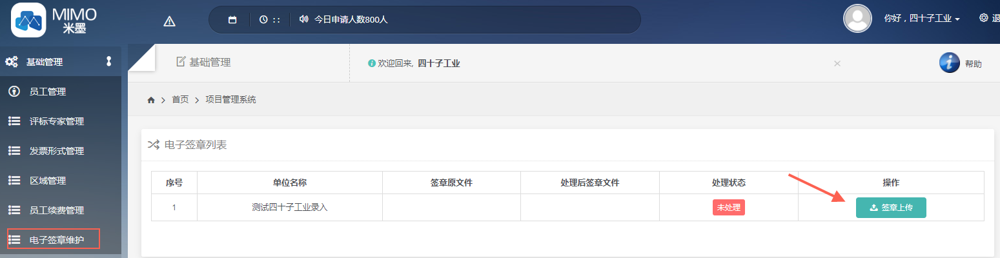 MIMO
米墨
: :
今日申请人数800人
你好，四十子工业
退
基础管理
员工管理
评标专家管理
发票形式管理
区域管理
员工续费管理
电子签章维护
基础管理
欢迎回来, 四十子工业
×
帮助
首页 项目管理系统
电子签章列表
序号 单位名称 签章原文件 处理后签章文件 处理状态 操作
1 测试四十子工业录入 未处理 签章上传